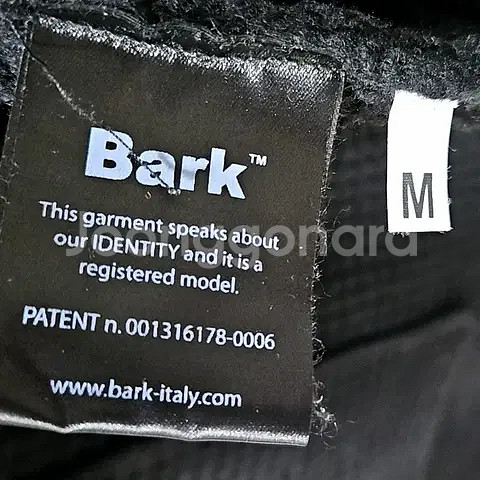 Bark™
This garment speaks about
our IDENTITY and it is a
registered model.
PATENT n. 001316178-0006
www.bark-italy.com
M
Joonggonara